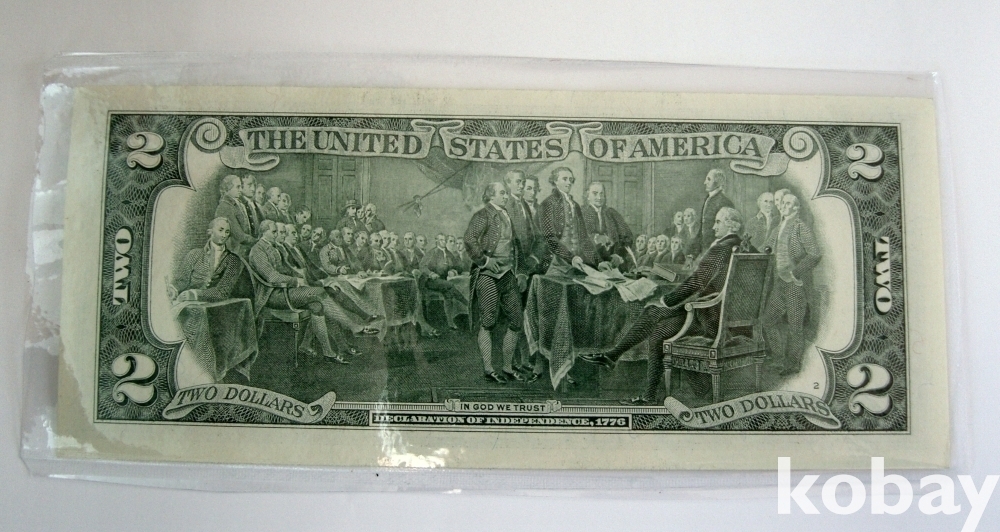 2 THE UNITED STATES OF AMERICA 2
TWO TWO
2 2
2
TWO DOLLARS IN GOD WE TRUST TWO DOLLARS
DECLARATION OF INDEPENDENCE, 1776
kobay